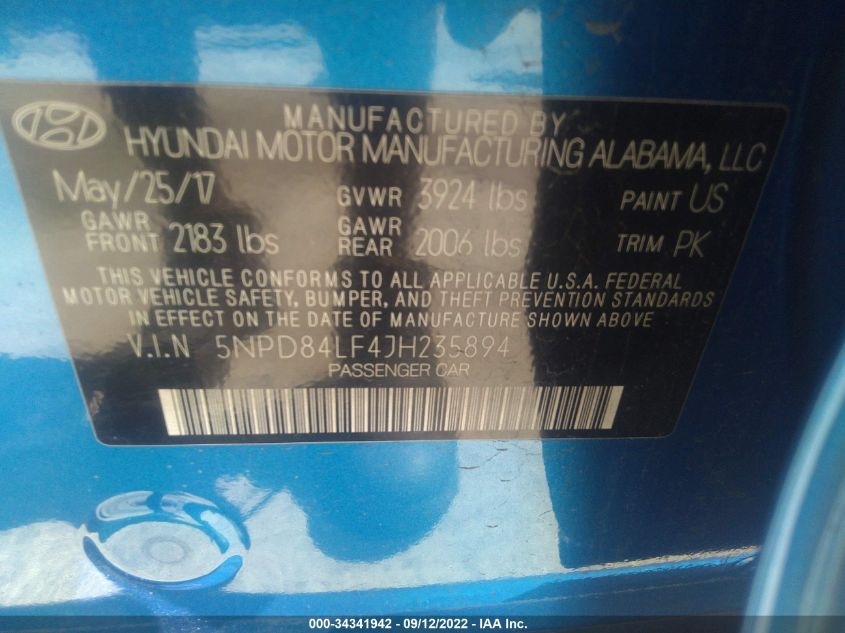 MANUFACTURED BY
HYUNDAI MOTOR MANUFACTURING ALABAMA, LLC
May/25/17 GVWR 3924 lbs PAINT US
GAWR FRONT 2183 lbs GAWR REAR 2006 lbs TRIM PK
THIS VEHICLE CONFORMS TO ALL APPLICABLE U.S.A. FEDERAL
MOTOR VEHICLE SAFETY, BUMPER, AND THEFT PREVENTION STANDARDS
IN EFFECT ON THE DATE OF MANUFACTURE SHOWN ABOVE.
V.I.N 5NPD84LF4JH235894
PASSENGER CAR
000-34341942 - 09/12/2022 - IAA Inc.